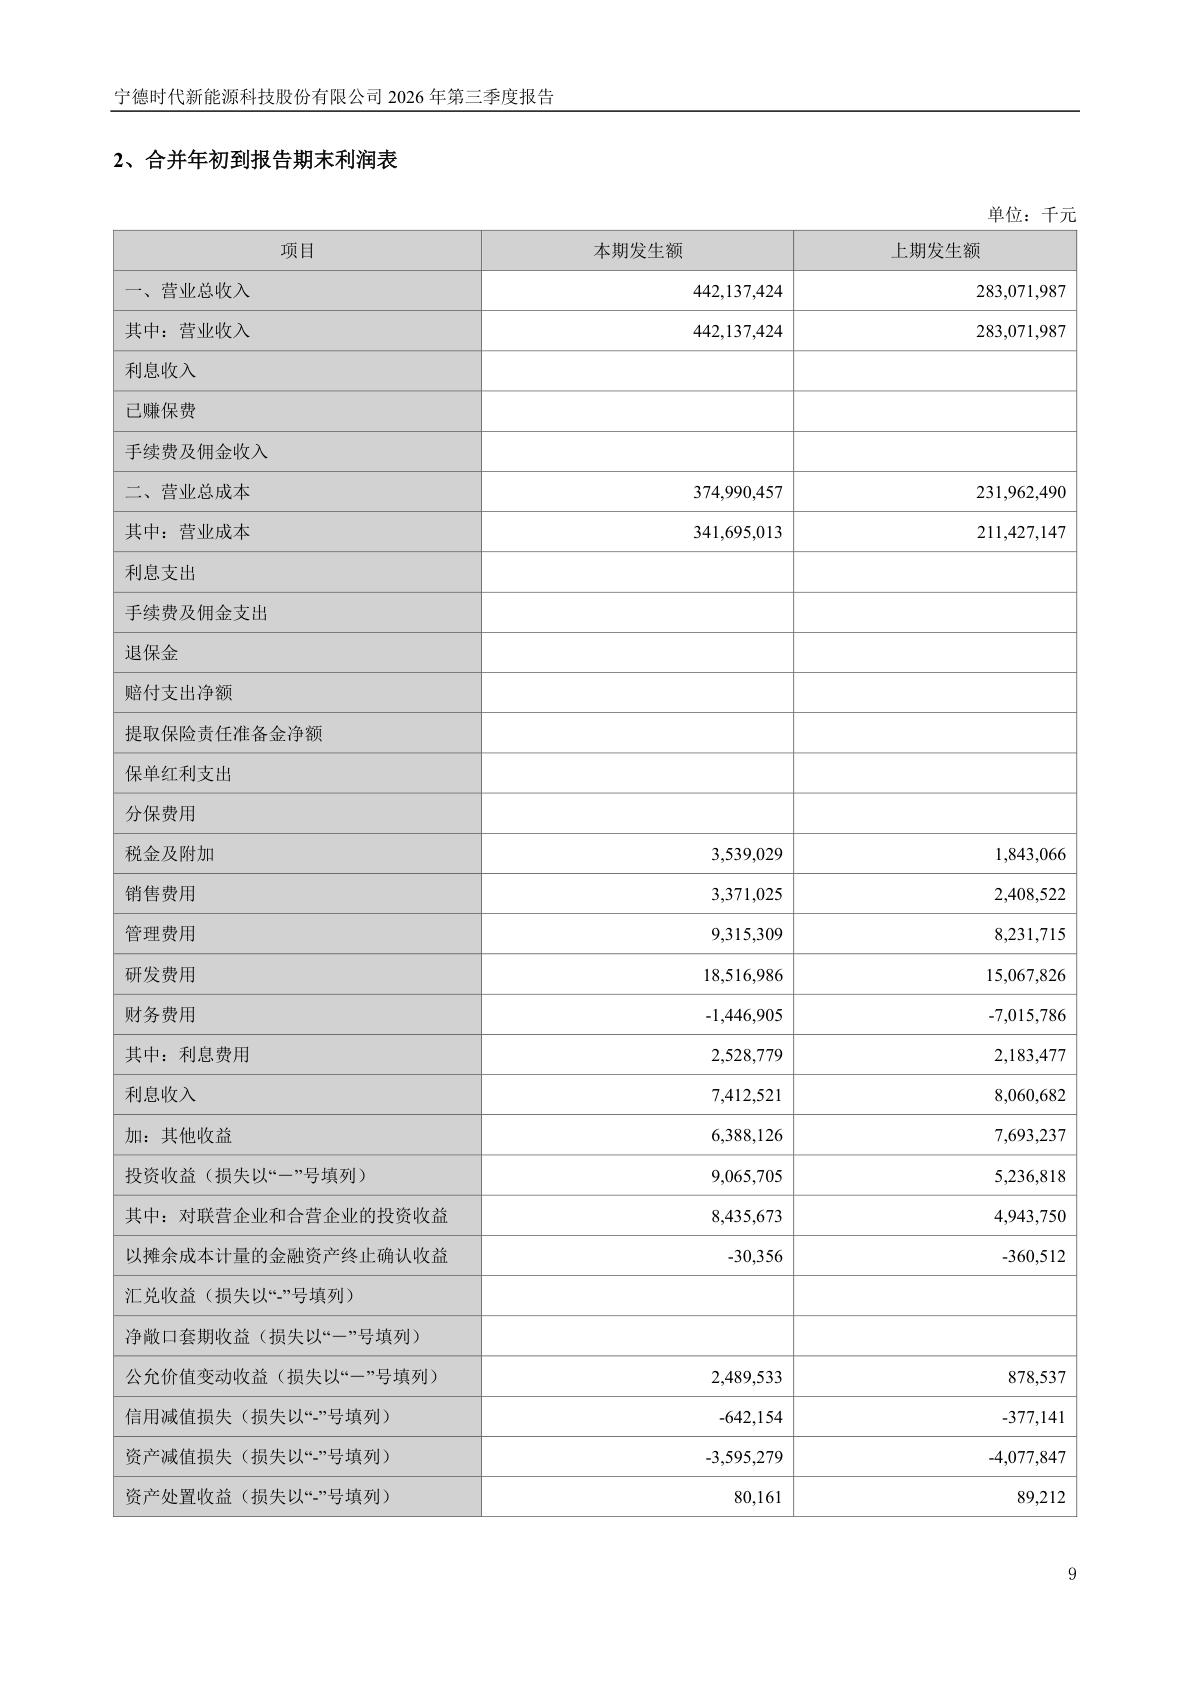 宁德时代新能源科技股份有限公司 2026 年第三季度报告
2、合并年初到报告期末利润表
单位：千元
项目 本期发生额 上期发生额
一、营业总收入 442,137,424 283,071,987
其中：营业收入 442,137,424 283,071,987
利息收入
已赚保费
手续费及佣金收入
二、营业总成本 374,990,457 231,962,490
其中：营业成本 341,695,013 211,427,147
利息支出
手续费及佣金支出
退保金
赔付支出净额
提取保险责任准备金净额
保单红利支出
分保费用
税金及附加 3,539,029 1,843,066
销售费用 3,371,025 2,408,522
管理费用 9,315,309 8,231,715
研发费用 18,516,986 15,067,826
财务费用 -1,446,905 -7,015,786
其中：利息费用 2,528,779 2,183,477
利息收入 7,412,521 8,060,682
加：其他收益 6,388,126 7,693,237
投资收益（损失以“－”号填列） 9,065,705 5,236,818
其中：对联营企业和合营企业的投资收益 8,435,673 4,943,750
以摊余成本计量的金融资产终止确认收益 -30,356 -360,512
汇兑收益（损失以“-”号填列）
净敞口套期收益（损失以“－”号填列）
公允价值变动收益（损失以“－”号填列） 2,489,533 878,537
信用减值损失（损失以“-”号填列） -642,154 -377,141
资产减值损失（损失以“-”号填列） -3,595,279 -4,077,847
资产处置收益（损失以“-”号填列） 80,161 89,212
9